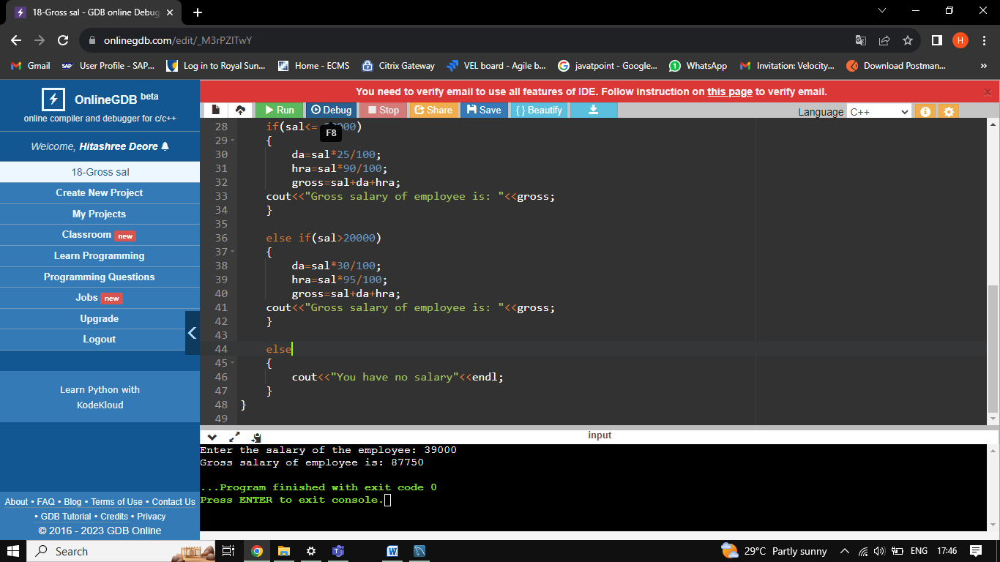 18-Gross sal - GDB online Debug
onlinegdb.com/edit/_M3rPZITwY
H
Gmail
SAP User Profile - SAP...
Log in to Royal Sun...
Home - ECMS
Citrix Gateway
VEL board - Agile b...
javatpoint - Google...
1 WhatsApp
Invitation: Velocity...
Download Postman...
»
You need to verify email to use all features of IDE. Follow instruction on this page to verify email.
OnlineGDB beta
online compiler and debugger for c/c++
Welcome, Hitashree Deore
18-Gross sal
Create New Project
My Projects
Classroom new
Learn Programming
Programming Questions
Jobs new
Upgrade
Logout
Learn Python with
KodeKloud
About • FAQ • Blog • Terms of Use • Contact Us
• GDB Tutorial • Credits • Privacy
© 2016 - 2023 GDB Online
Run Debug Stop Share Save { } Beautify
Language C++
F8
28 if(sal<= 000)
29 {
30 da=sal*25/100;
31 hra=sal*90/100;
32 gross=sal+da+hra;
33 cout<<"Gross salary of employee is: "<<gross;
34 }
35
36 else if(sal>20000)
37 {
38 da=sal*30/100;
39 hra=sal*95/100;
40 gross=sal+da+hra;
41 cout<<"Gross salary of employee is: "<<gross;
42 }
43
44 else
45 {
46 cout<<"You have no salary"<<endl;
47 }
48 }
49
input
Enter the salary of the employee: 39000
Gross salary of employee is: 87750
...Program finished with exit code 0
Press ENTER to exit console.
Search
29°C Partly sunny
ENG
17:46